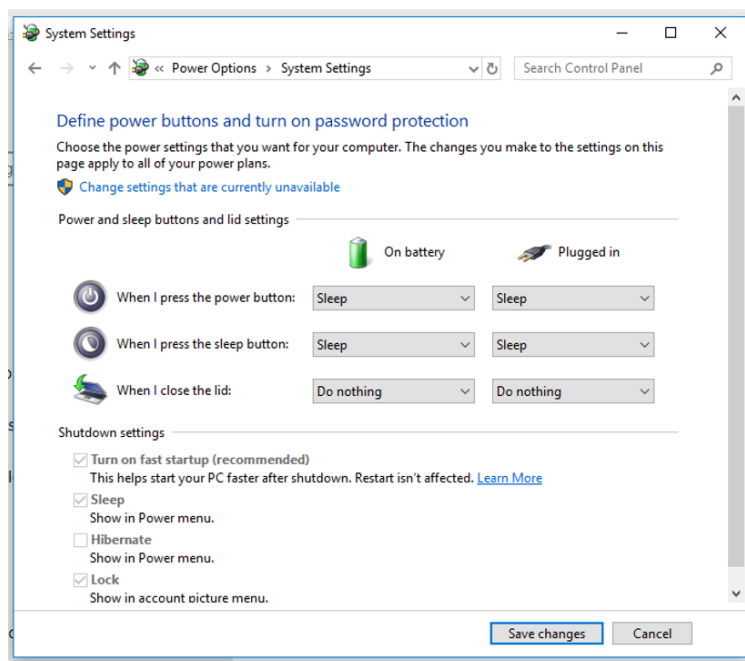 System Settings
« Power Options › System Settings
Search Control Panel
Define power buttons and turn on password protection
Choose the power settings that you want for your computer. The changes you make to the settings on this
page apply to all of your power plans.
Change settings that are currently unavailable
Power and sleep buttons and lid settings
On battery Plugged in
When I press the power button: Sleep Sleep
When I press the sleep button: Sleep Sleep
When I close the lid: Do nothing Do nothing
Shutdown settings
Turn on fast startup (recommended)
This helps start your PC faster after shutdown. Restart isn't affected. Learn More
Sleep
Show in Power menu.
Hibernate
Show in Power menu.
Lock
Show in account picture menu.
Save changes Cancel